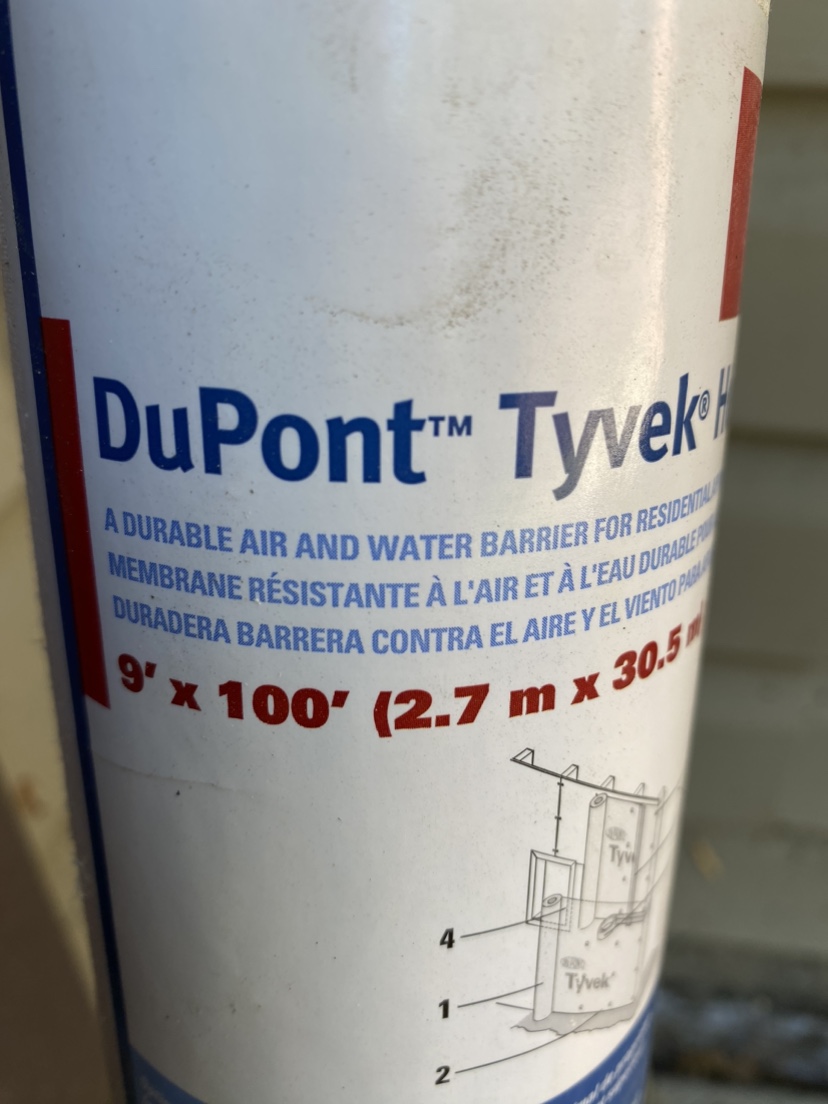 DuPont™ Tyvek®
A DURABLE AIR AND WATER BARRIER FOR RESIDENTIAL
MEMBRANE RÉSISTANTE À L'AIR ET À L'EAU DURABLE
DURADERA BARRERA CONTRA EL AIRE Y EL VIENTO
9' x 100' (2.7 m x 30.5 m
Tyvek
4
Tyvek
1
2